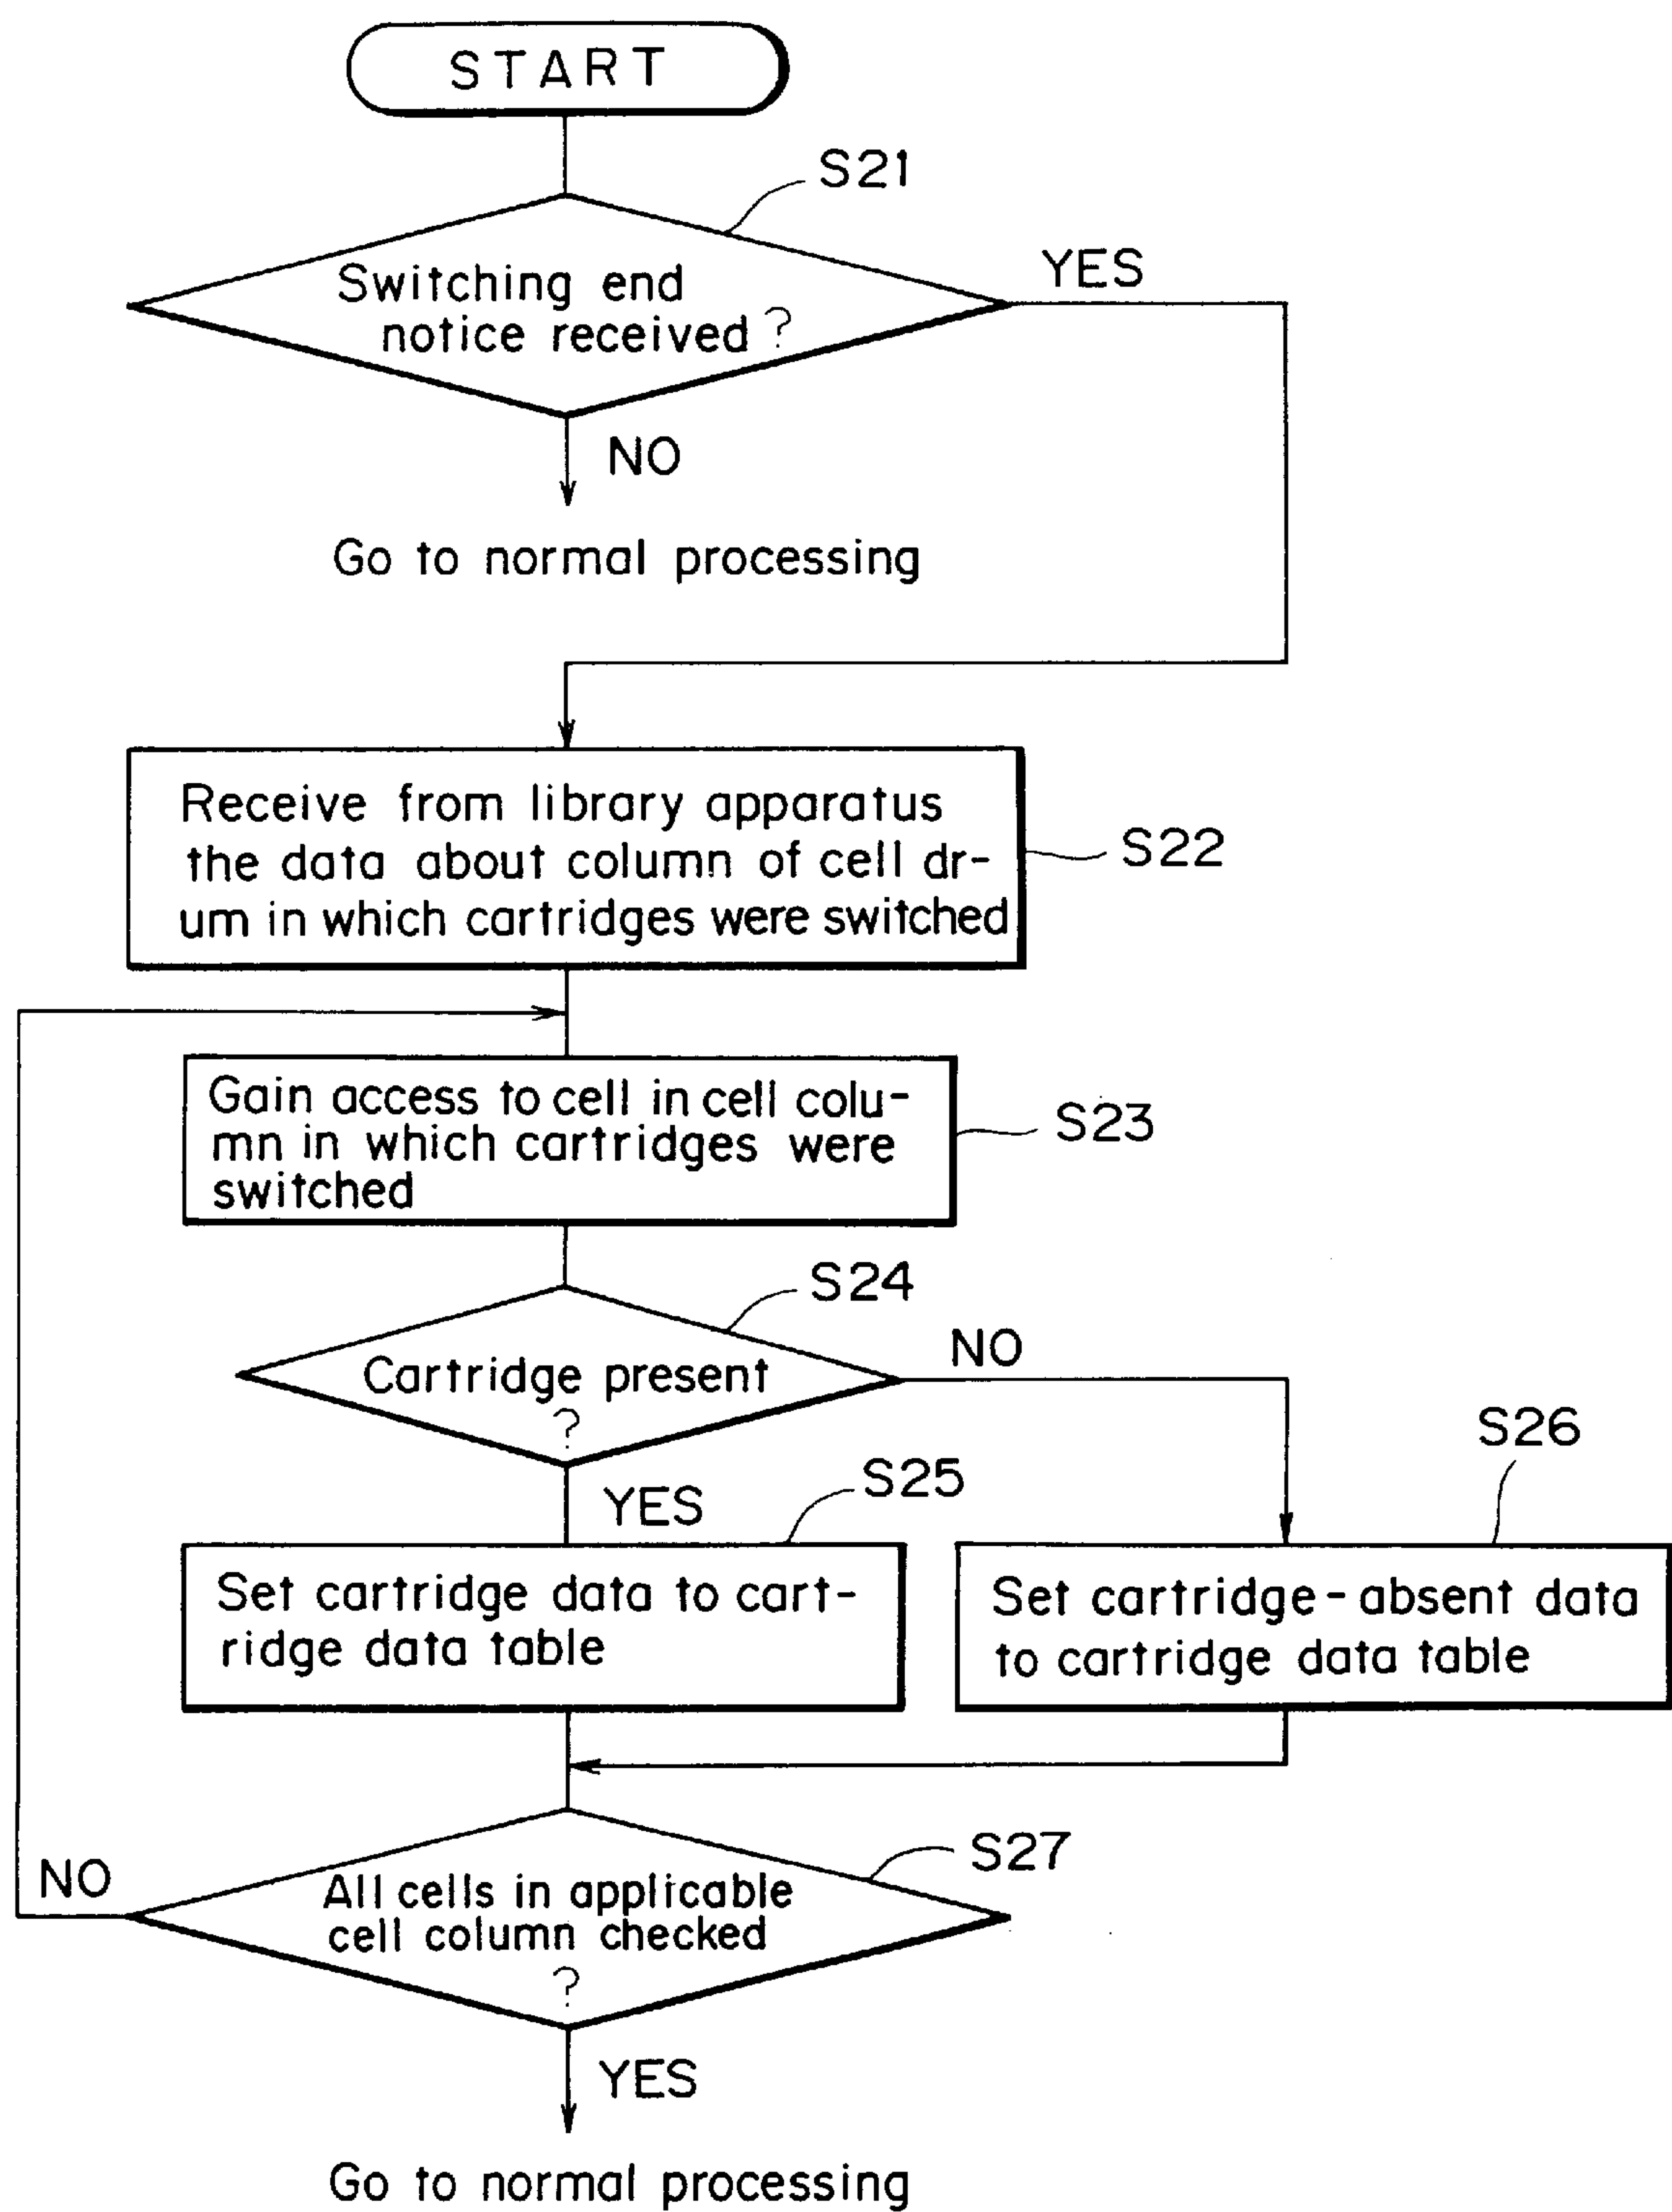 START
S21
Switching end
notice received?
YES
NO
Go to normal processing
Receive from library apparatus
the data about column of cell dr-
um in which cartridges were switched
S22
Gain access to cell in cell colu-
mn in which cartridges were
switched
S23
S24
Cartridge present
?
NO
YES
S25
S26
Set cartridge data to cart-
ridge data table
Set cartridge-absent data
to cartridge data table
S27
NO
All cells in applicable
cell column checked
?
YES
Go to normal processing